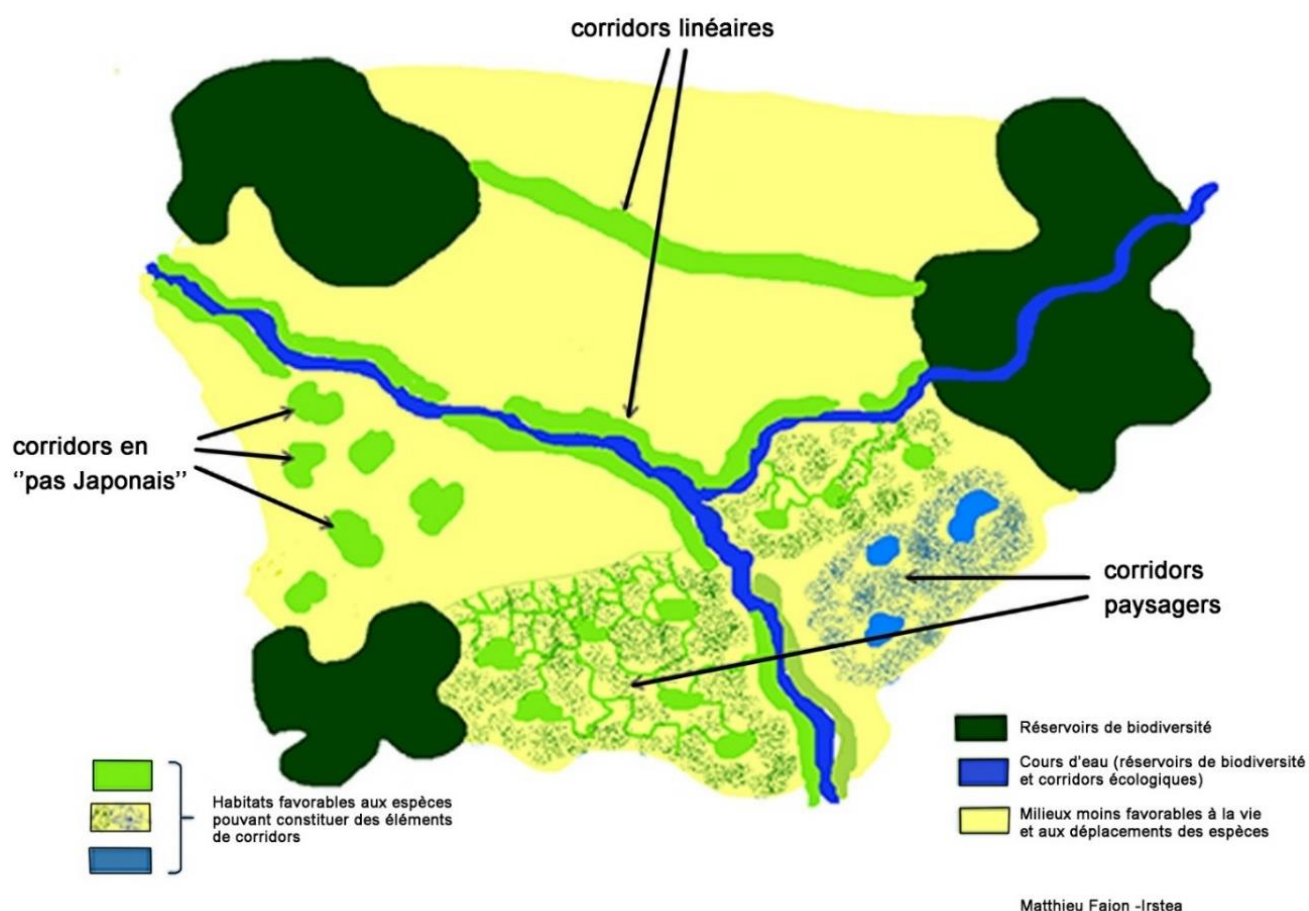 corridors linéaires
corridors en
"pas Japonais"
corridors
paysagers
Réservoirs de biodiversité
Cours d'eau (réservoirs de biodiversité
et corridors écologiques)
Milieux moins favorables à la vie
et aux déplacements des espèces
Habitats favorables aux espèces
pouvant constituer des éléments
de corridors
Matthieu Fajon -Irstea